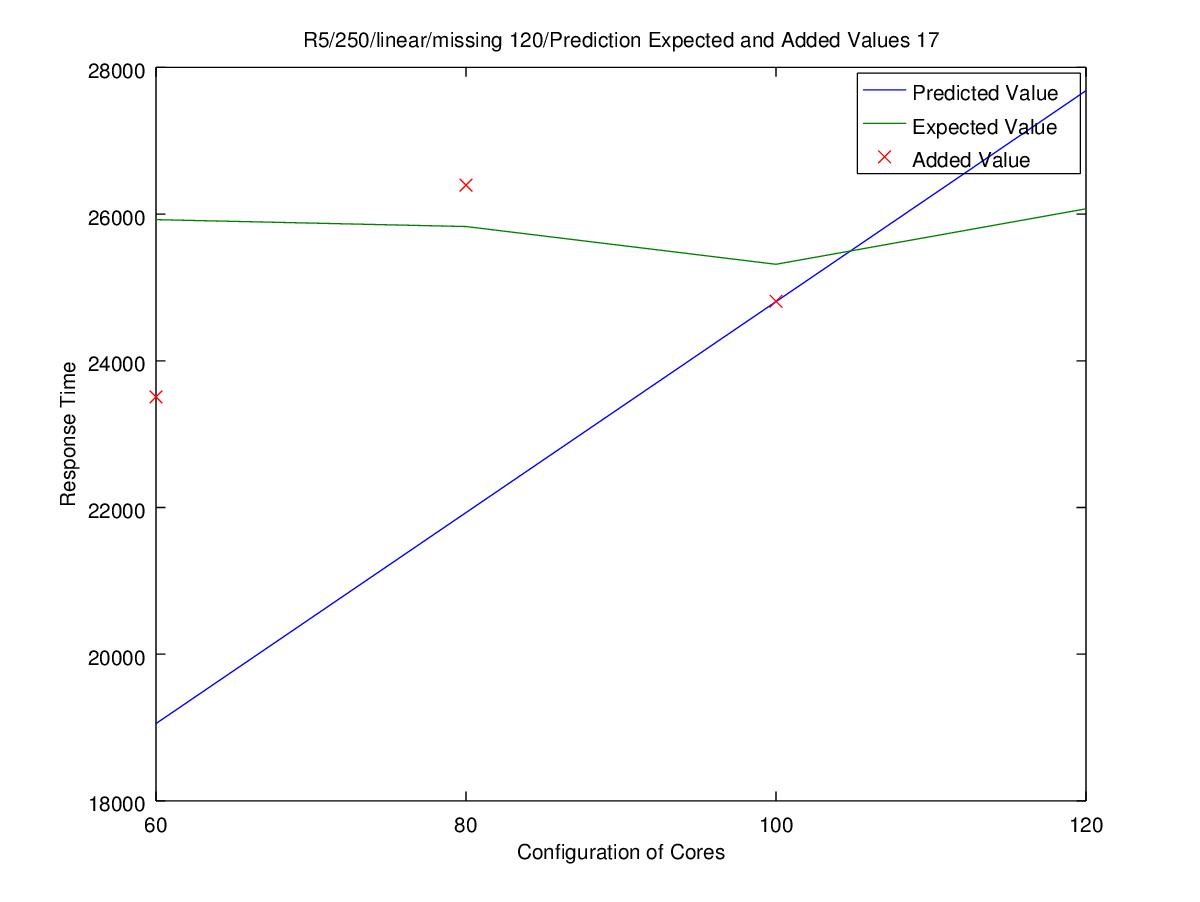 R5/250/linear/missing 120/Prediction Expected and Added Values 17
28000
26000
24000
22000
20000
18000
Response Time
Predicted Value
Expected Value
Added Value
60
80
100
120
Configuration of Cores